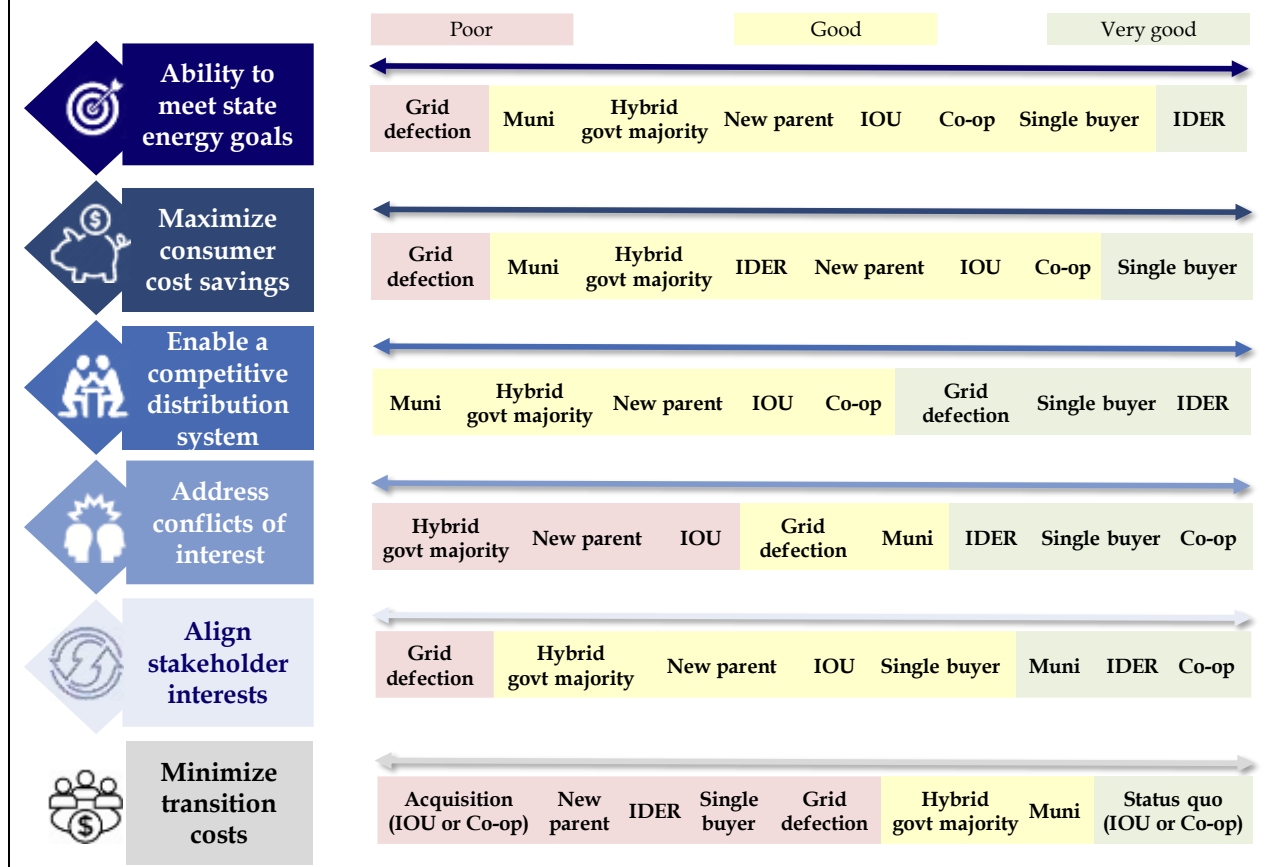 Poor Good Very good
Ability to
meet state
energy goals
Grid
defection
Muni
Hybrid
govt majority
New parent
IOU
Co-op
Single buyer
IDER
Maximize
consumer
cost savings
Grid
defection
Muni
Hybrid
govt majority
IDER
New parent
IOU
Co-op
Single buyer
Enable a
competitive
distribution
system
Muni
Hybrid
govt majority
New parent
IOU
Co-op
Grid
defection
Single buyer
IDER
Address
conflicts of
interest
Hybrid
govt majority
New parent
IOU
Grid
defection
Muni
IDER
Single buyer
Co-op
Align
stakeholder
interests
Grid
defection
Hybrid
govt majority
New parent
IOU
Single buyer
Muni
IDER
Co-op
Minimize
transition
costs
Acquisition
(IOU or Co-op)
New
parent
IDER
Single
buyer
Grid
defection
Hybrid
govt majority
Muni
Status quo
(IOU or Co-op)